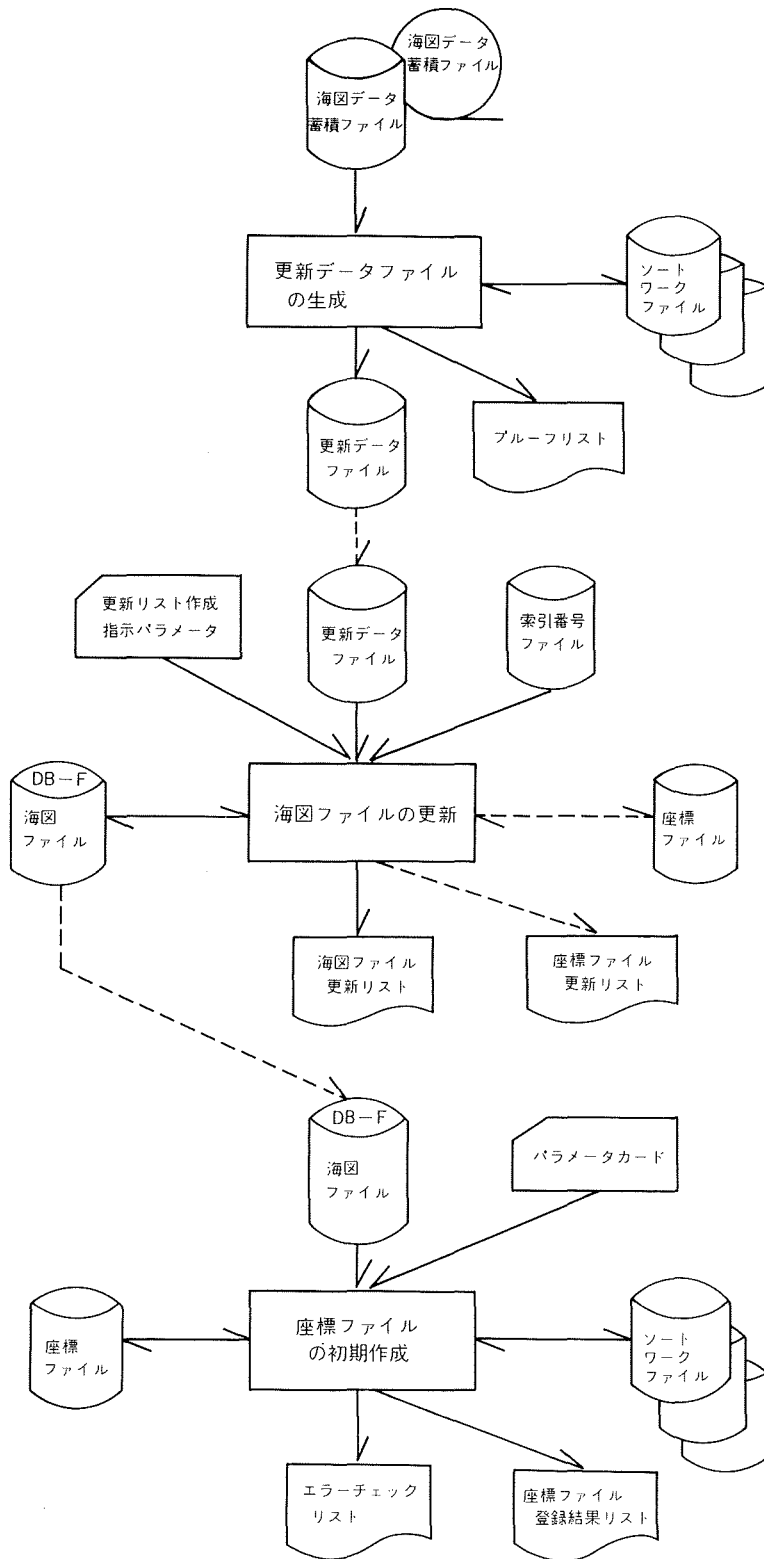 海図データ
蓄積ファイル
海図データ
蓄積ファイル
更新データファイル
の生成
ソート
ワーク
ファイル
更新データ
ファイル
プルーフリスト
更新リスト作成
指示パラメータ
更新データ
ファイル
索引番号
ファイル
DB－F
海図
ファイル
海図ファイルの更新
座標
ファイル
海図ファイル
更新リスト
座標ファイル
更新リスト
DB－F
海図
ファイル
パラメータカード
座標
ファイル
座標ファイル
の初期作成
ソート
ワーク
ファイル
エラーチェック
リスト
座標ファイル
登録結果リスト